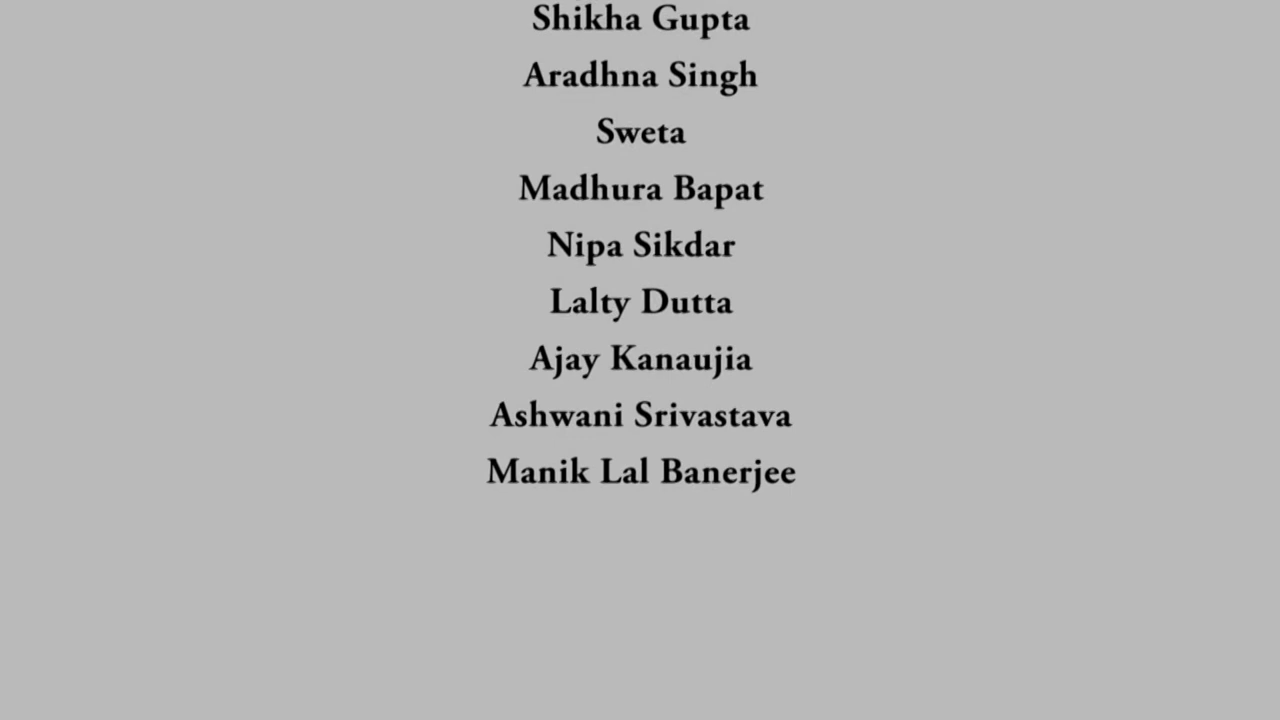 Shikha Gupta
Aradhna Singh
Sweta
Madhura Bapat
Nipa Sikdar
Lalty Dutta
Ajay Kanaujia
Ashwani Srivastava
Manik Lal Banerjee